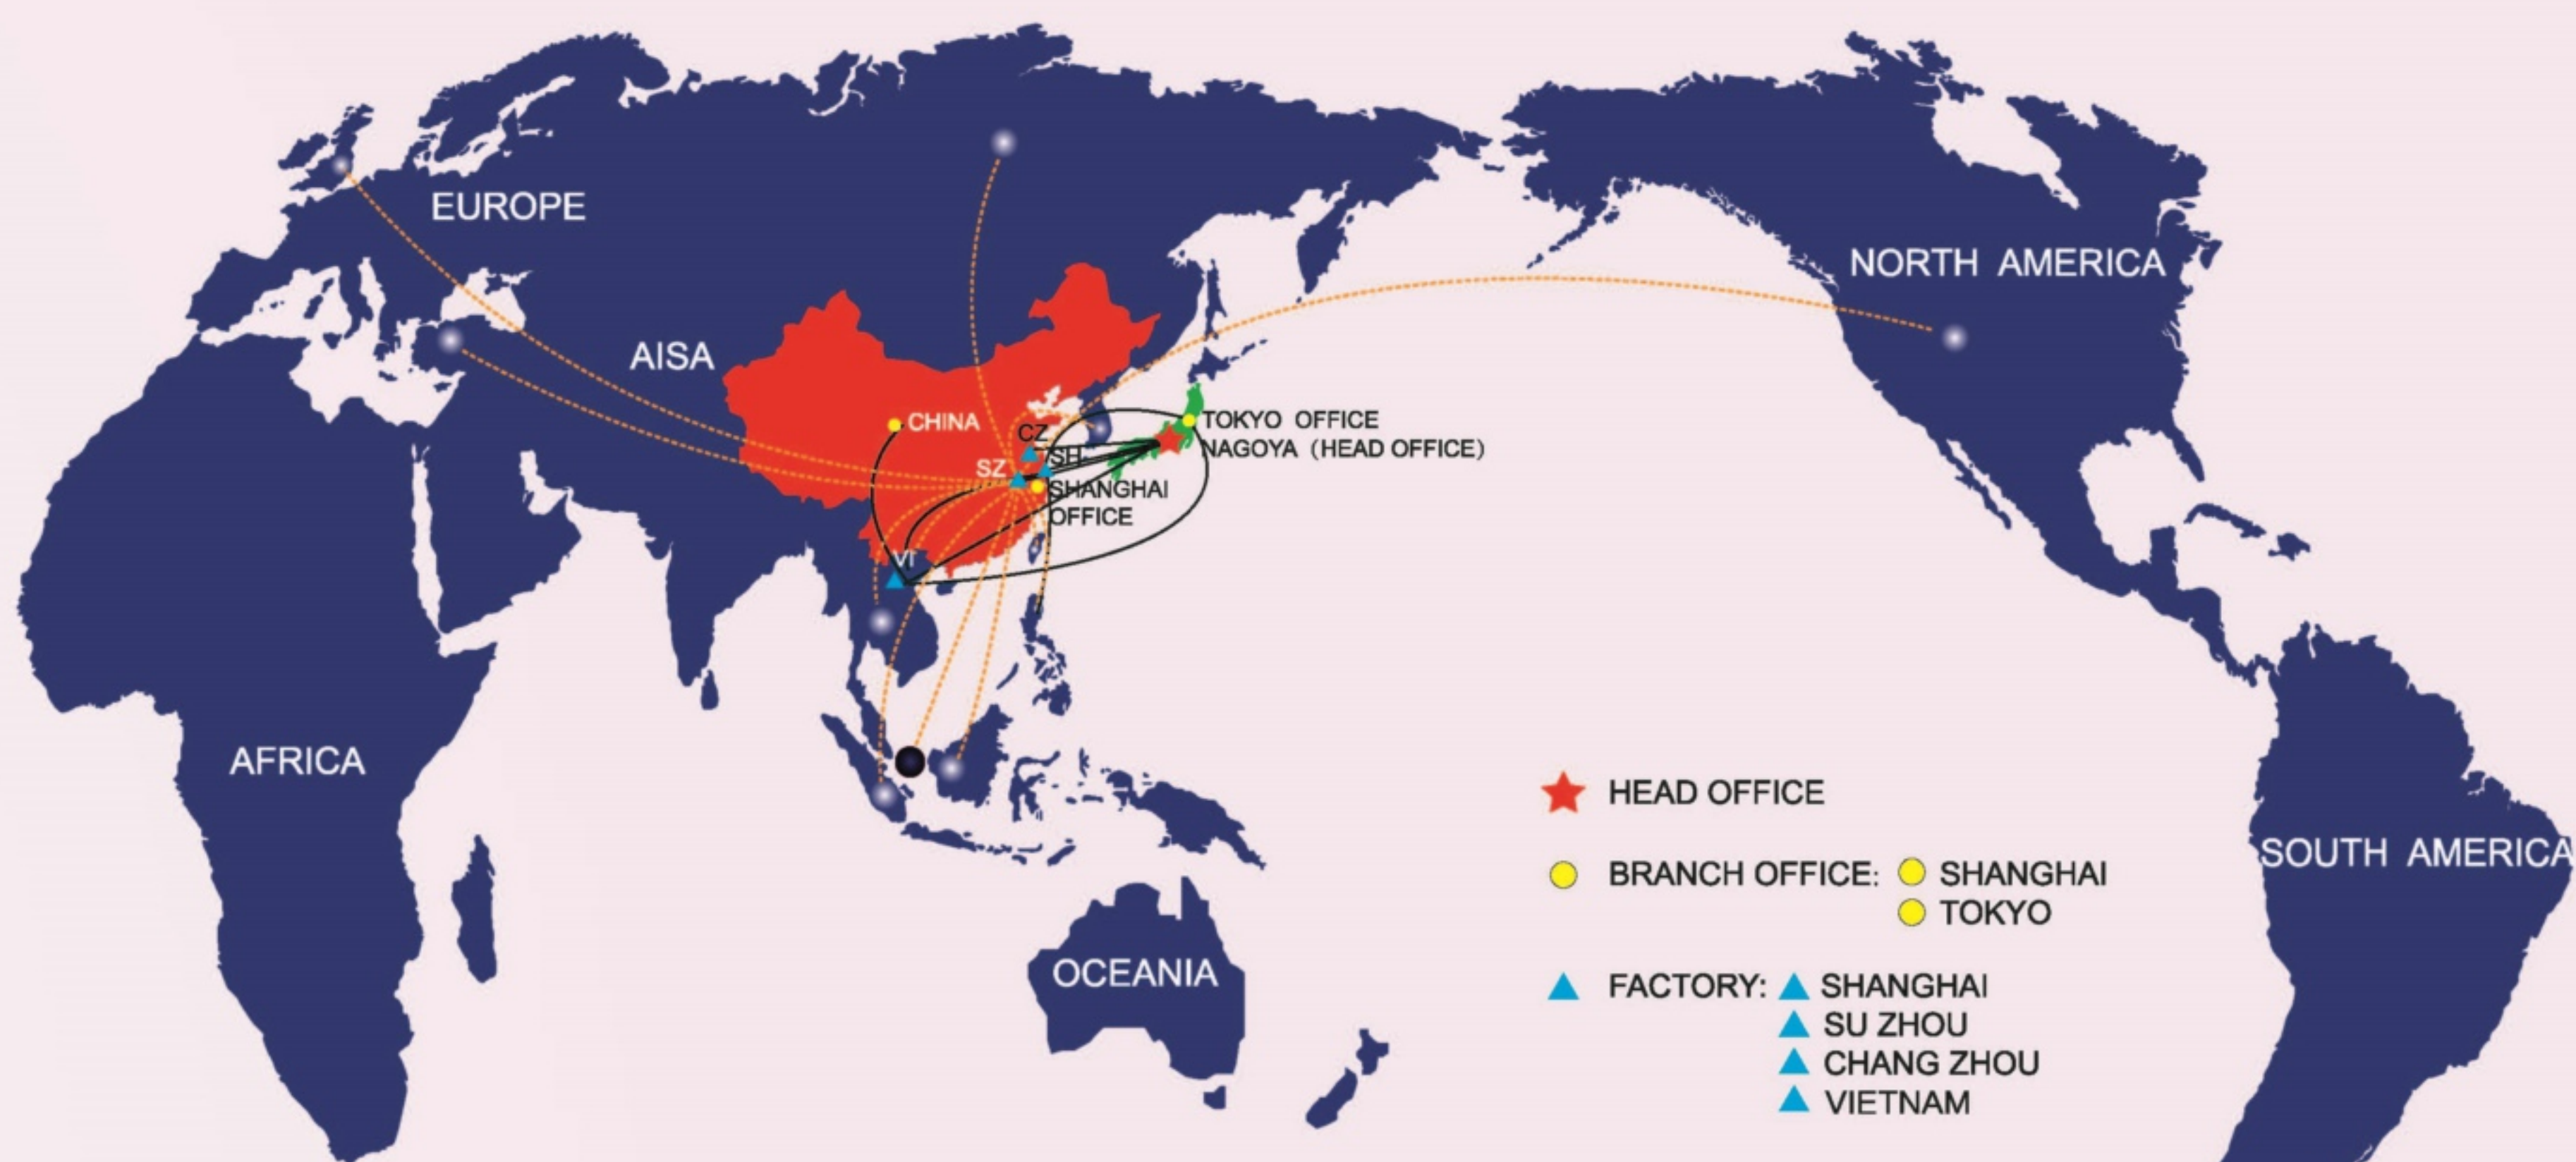 EUROPE
NORTH AMERICA
AISA
CHINA
TOKYO OFFICE
CZ
NAGOYA (HEAD OFFICE)
SH
SZ
SHANGHAI
OFFICE
VI
AFRICA
HEAD OFFICE
SOUTH AMERICA
BRANCH OFFICE: SHANGHAI
TOKYO
OCEANIA
FACTORY: SHANGHAI
SU ZHOU
CHANG ZHOU
VIETNAM